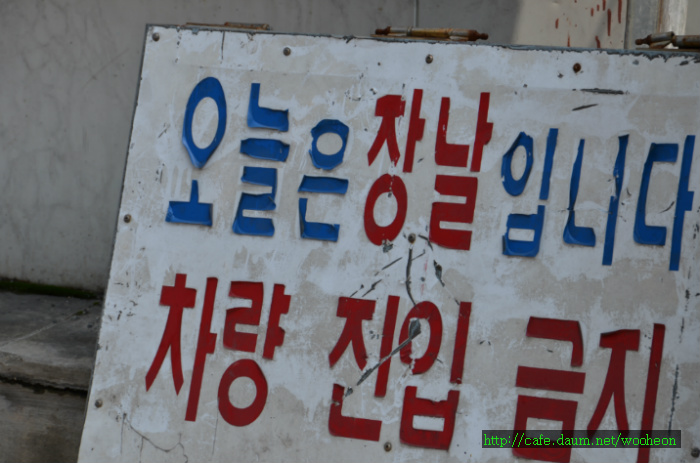 오늘은 장날 입니다
차량 진입 금지
http://cafe.daum.net/wooheon